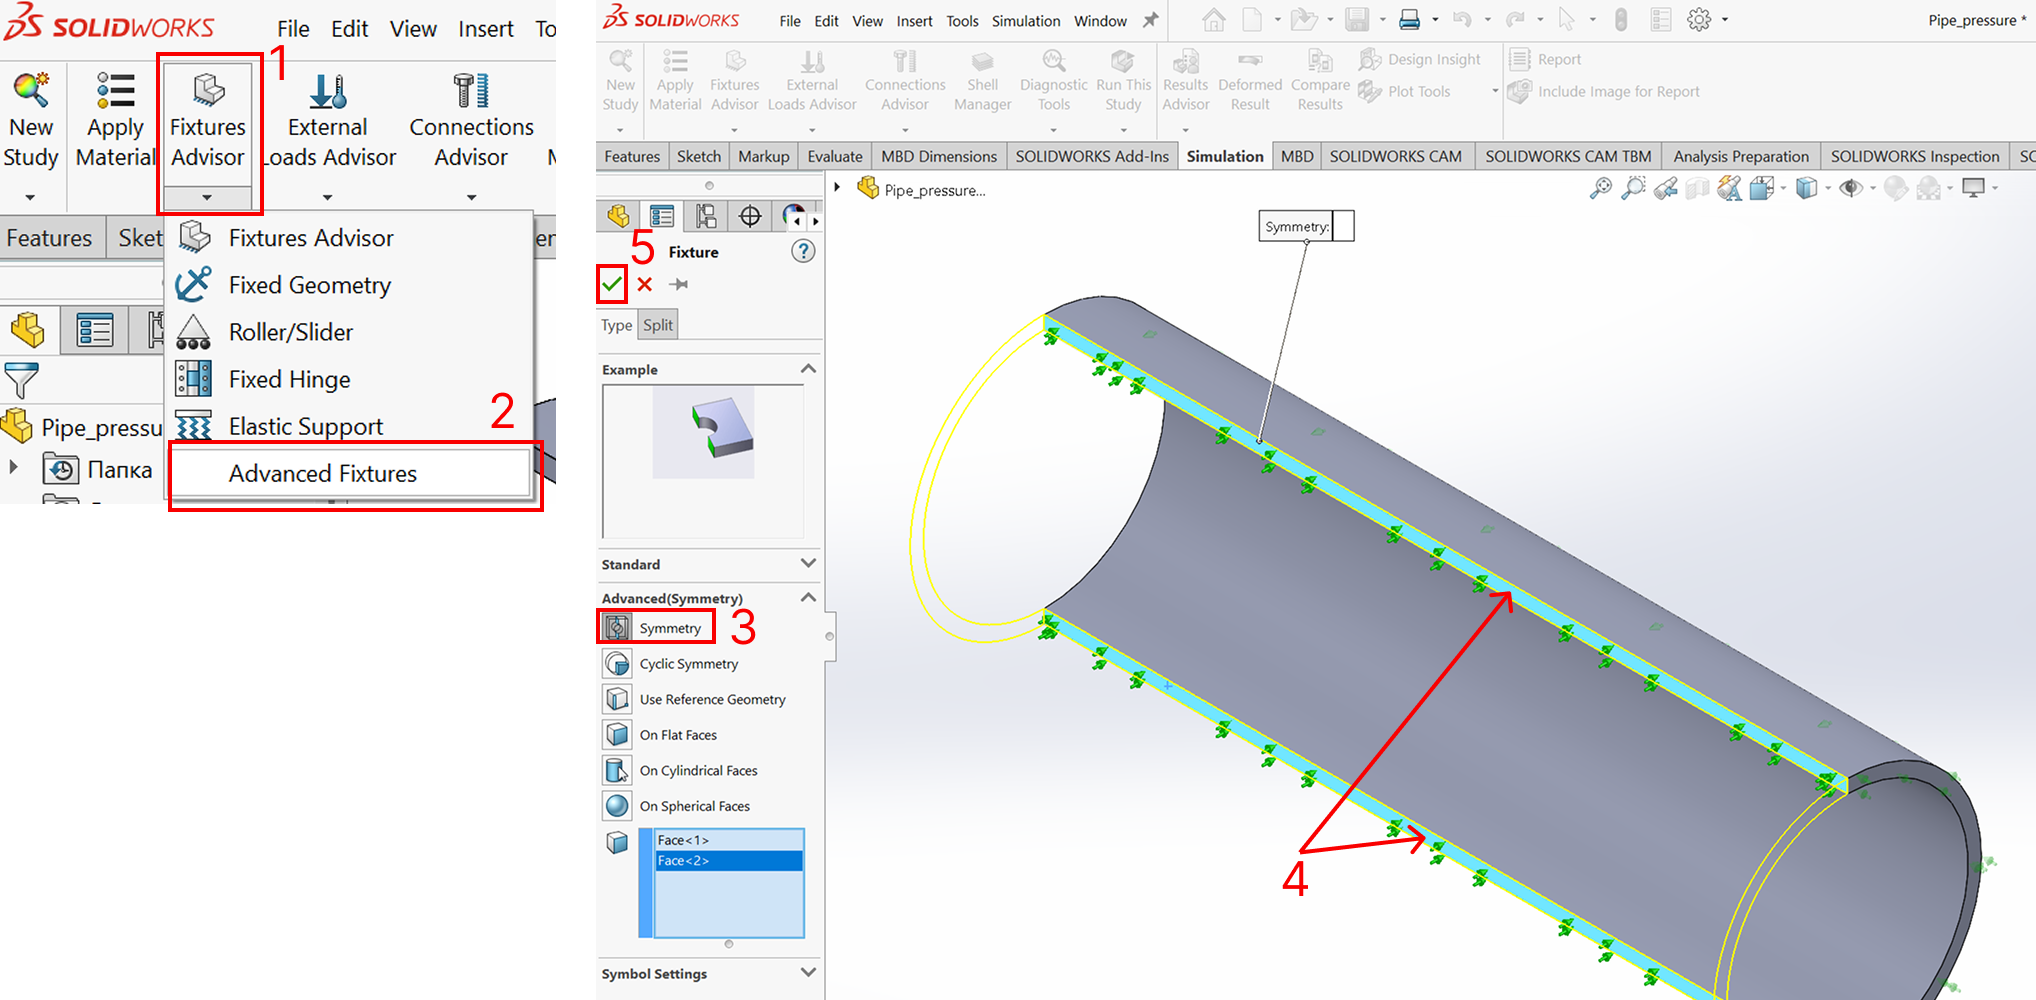 SOLIDWORKS
File Edit View Insert To
1
New Study
Apply Material
Fixtures Advisor
External Loads Advisor
Connections Advisor
M
Features
Sket
en
Fixtures Advisor
Fixed Geometry
Roller/Slider
Fixed Hinge
Elastic Support
2
Advanced Fixtures
Pipe_pressu
Папка
SOLIDWORKS
File Edit View Insert Tools Simulation Window
Pipe_pressure *
New Study
Apply Material
Fixtures Advisor
External Loads Advisor
Connections Advisor
Shell Manager
Diagnostic Tools
Run This Study
Results Advisor
Deformed Result
Compare Results
Design Insight
Plot Tools
Report
Include Image for Report
Features Sketch Markup Evaluate MBD Dimensions SOLIDWORKS Add-Ins Simulation MBD SOLIDWORKS CAM SOLIDWORKS CAM TBM Analysis Preparation SOLIDWORKS Inspection SC
Pipe_pressure...
5
Fixture
?
Type Split
Example
Standard
Advanced(Symmetry)
Symmetry
3
Cyclic Symmetry
Use Reference Geometry
On Flat Faces
On Cylindrical Faces
On Spherical Faces
Face<1>
Face<2>
Symbol Settings
Symmetry:
4